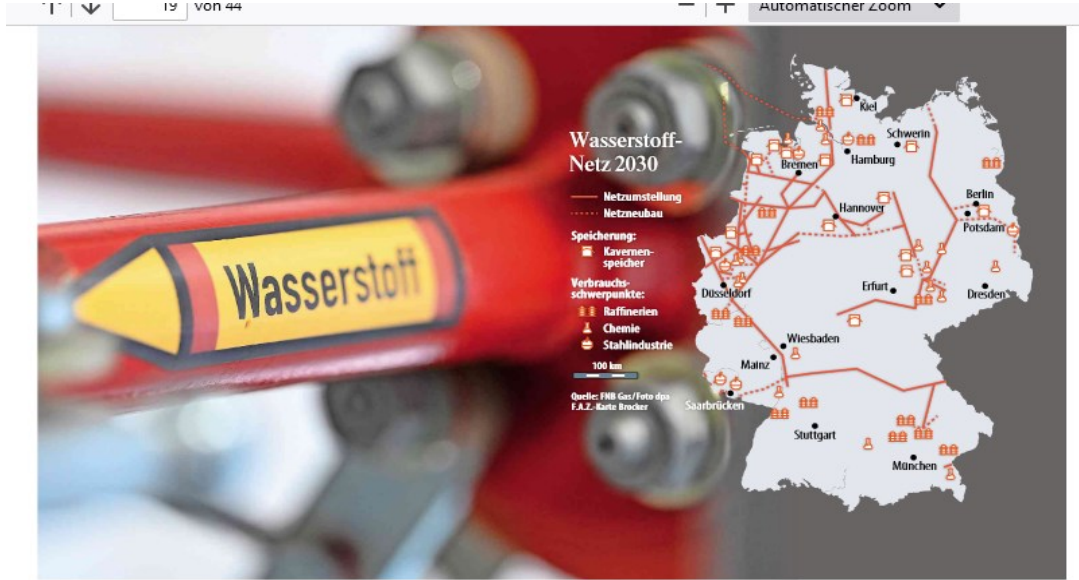 19 von 44
Automatischer Zoom
Wasserstoff
Wasserstoff-
Netz 2030
Netzumstellung
Netzneubau
Speicherung:
Kavernen-
speicher
Verbrauchs-
schwerpunkte:
Raffinerien
Chemie
Stahlindustrie
100 km
Quelle: FNB Gas/Foto dpa
F.A.Z.-Karte Brocker
Kiel
Schwerin
Hamburg
Bremen
Berlin
Hannover
Potsdam
Düsseldorf
Erfurt
Dresden
Wiesbaden
Mainz
Saarbrücken
Stuttgart
München